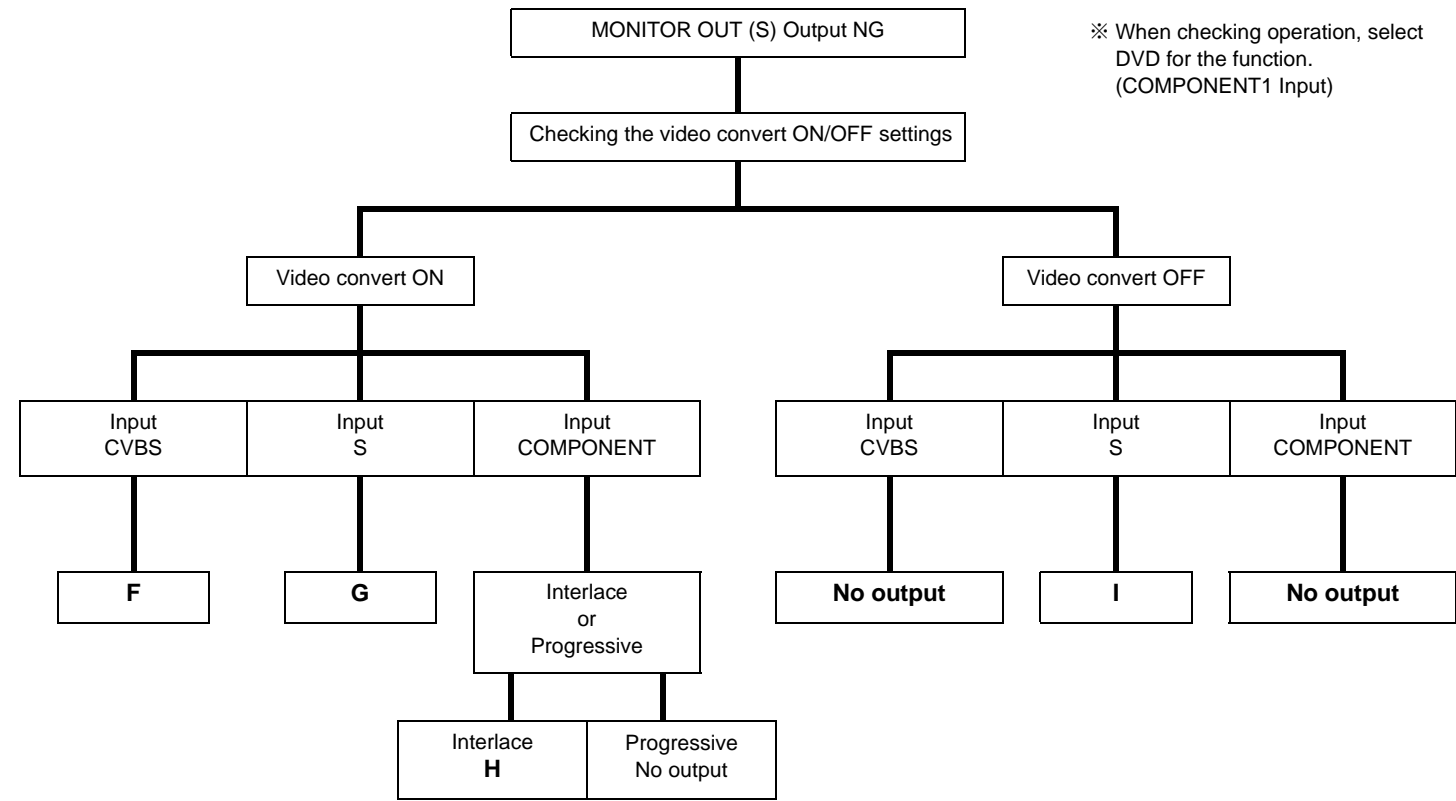 MONITOR OUT (S) Output NG
※ When checking operation, select
DVD for the function.
(COMPONENT1 Input)
Checking the video convert ON/OFF settings
Video convert ON
Video convert OFF
Input
CVBS
Input
S
Input
COMPONENT
Input
CVBS
Input
S
Input
COMPONENT
F
G
Interlace
or
Progressive
No output
I
No output
Interlace
H
Progressive
No output